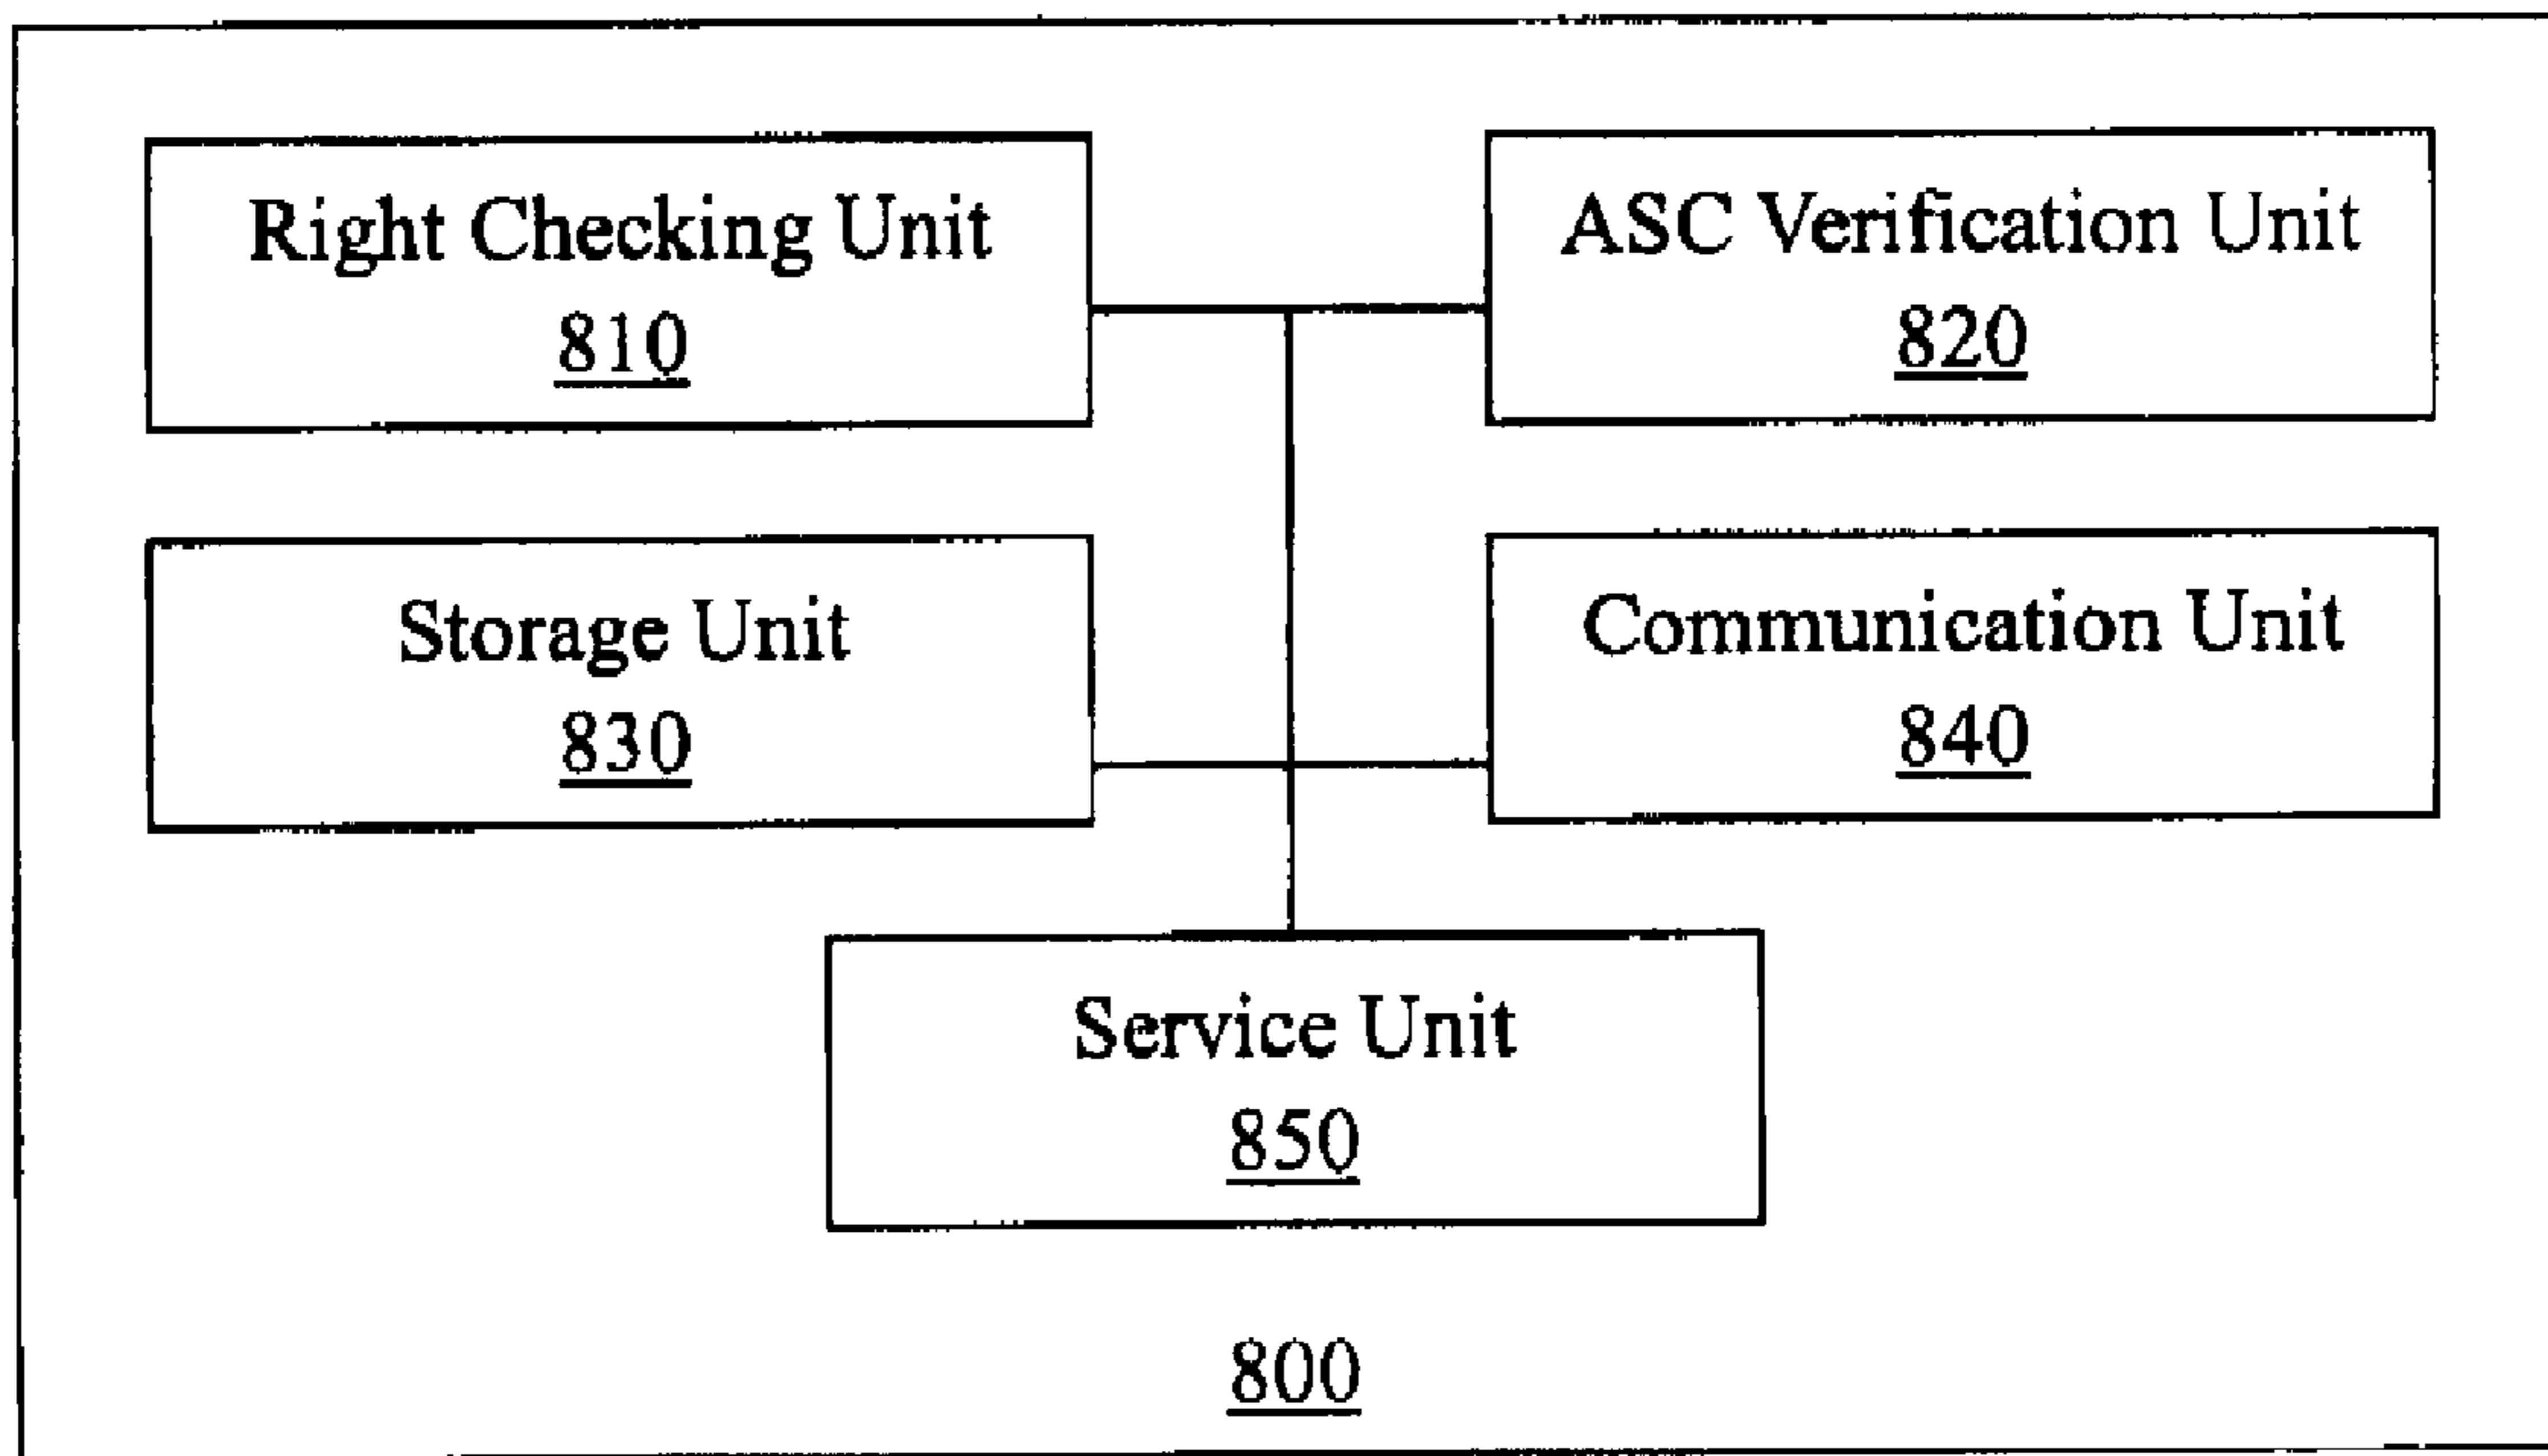 Right Checking Unit
810
ASC Verification Unit
820
Storage Unit
830
Communication Unit
840
Service Unit
850
800